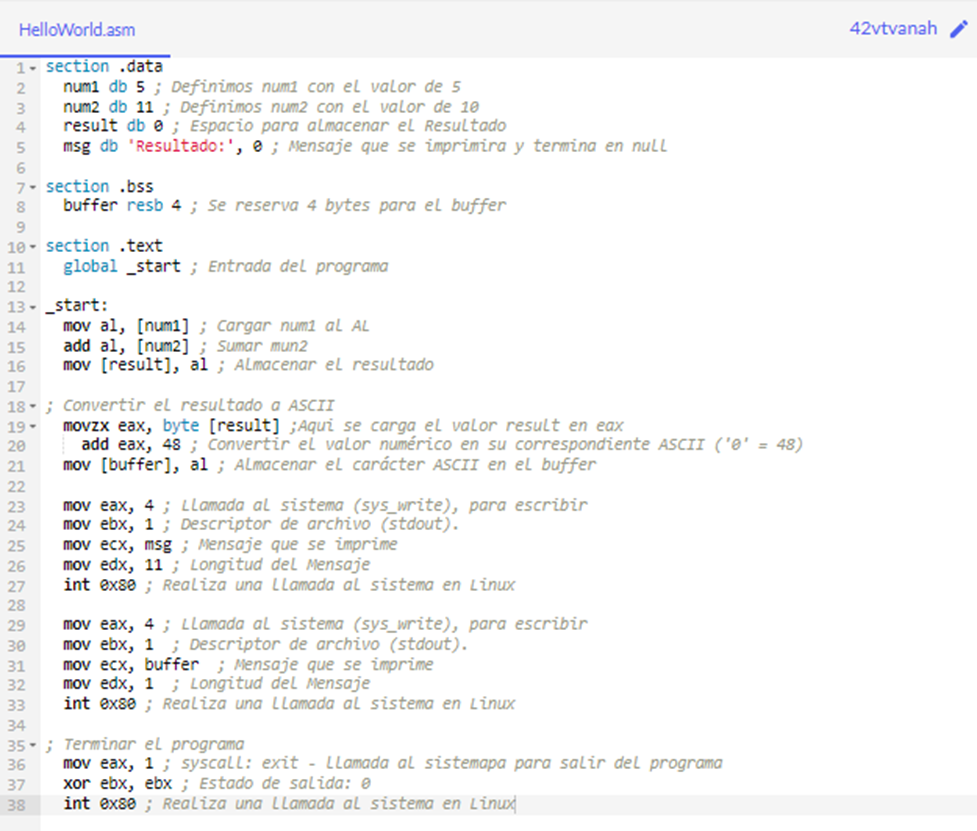 HelloWorld.asm
42vtvanah
1 section .data
2 num1 db 5 ; Definimos num1 con el valor de 5
3 num2 db 11 ; Definimos num2 con el valor de 10
4 result db 0 ; Espacio para almacenar el Resultado
5 msg db 'Resultado:', 0 ; Mensaje que se imprimira y termina en null
6
7 section .bss
8 buffer resb 4 ; Se reserva 4 bytes para el buffer
9
10 section .text
11 global _start ; Entrada del programa
12
13 _start:
14 mov al, [num1] ; Cargar num1 al AL
15 add al, [num2] ; Sumar mun2
16 mov [result], al ; Almacenar el resultado
17
18 ; Convertir el resultado a ASCII
19 movzx eax, byte [result] ;Aqui se carga el valor result en eax
20 add eax, 48 ; Convertir el valor numérico en su correspondiente ASCII ('0' = 48)
21 mov [buffer], al ; Almacenar el carácter ASCII en el buffer
22
23 mov eax, 4 ; Llamada al sistema (sys_write), para escribir
24 mov ebx, 1 ; Descriptor de archivo (stdout).
25 mov ecx, msg ; Mensaje que se imprime
26 mov edx, 11 ; Longitud del Mensaje
27 int 0x80 ; Realiza una llamada al sistema en Linux
28
29 mov eax, 4 ; Llamada al sistema (sys_write), para escribir
30 mov ebx, 1 ; Descriptor de archivo (stdout).
31 mov ecx, buffer ; Mensaje que se imprime
32 mov edx, 1 ; Longitud del Mensaje
33 int 0x80 ; Realiza una llamada al sistema en Linux
34
35 ; Terminar el programa
36 mov eax, 1 ; syscall: exit - llamada al sistemapa para salir del programa
37 xor ebx, ebx ; Estado de salida: 0
38 int 0x80 ; Realiza una llamada al sistema en Linux